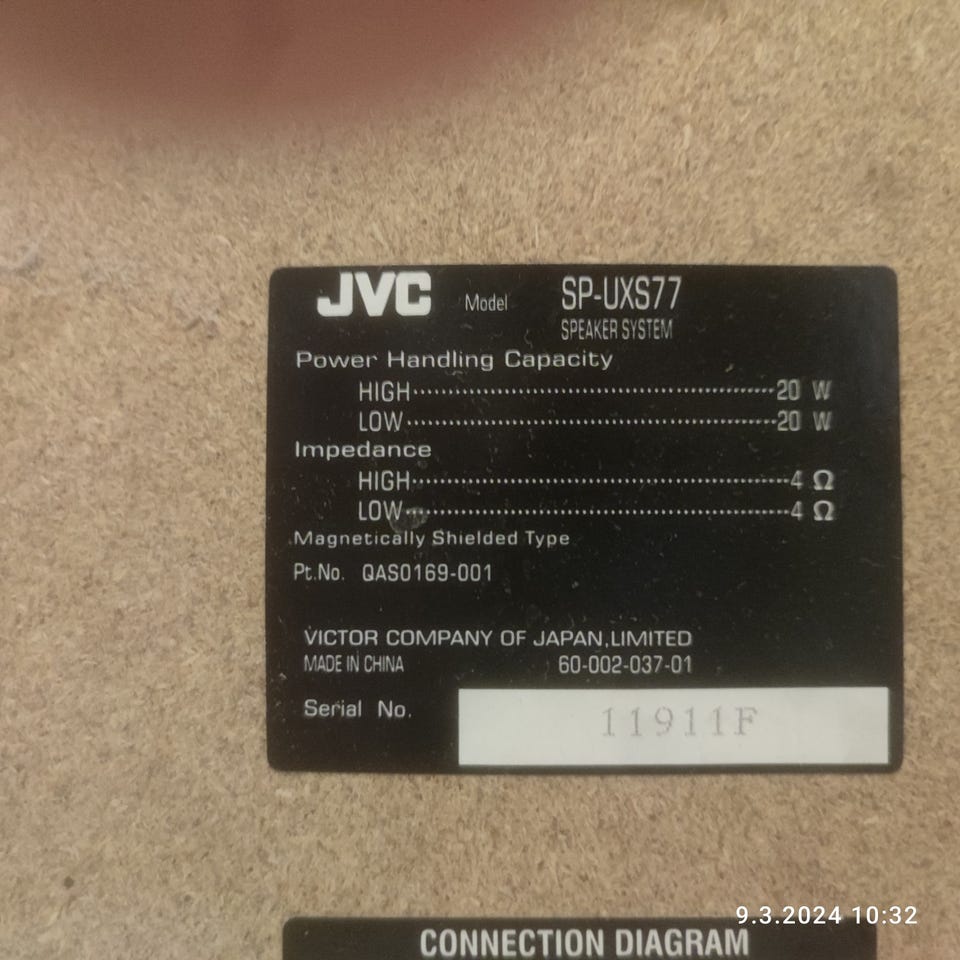 JVC Model SP-UXS77
SPEAKER SYSTEM
Power Handling Capacity
HIGH 20 W
LOW 20 W
Impedance
HIGH 4 Ω
LOW 4 Ω
Magnetically Shielded Type
Pt.No. QAS0169-001
VICTOR COMPANY OF JAPAN,LIMITED
MADE IN CHINA 60-002-037-01
Serial No. 11911F
9.3.2024 10:32
CONNECTION DIAGRAM